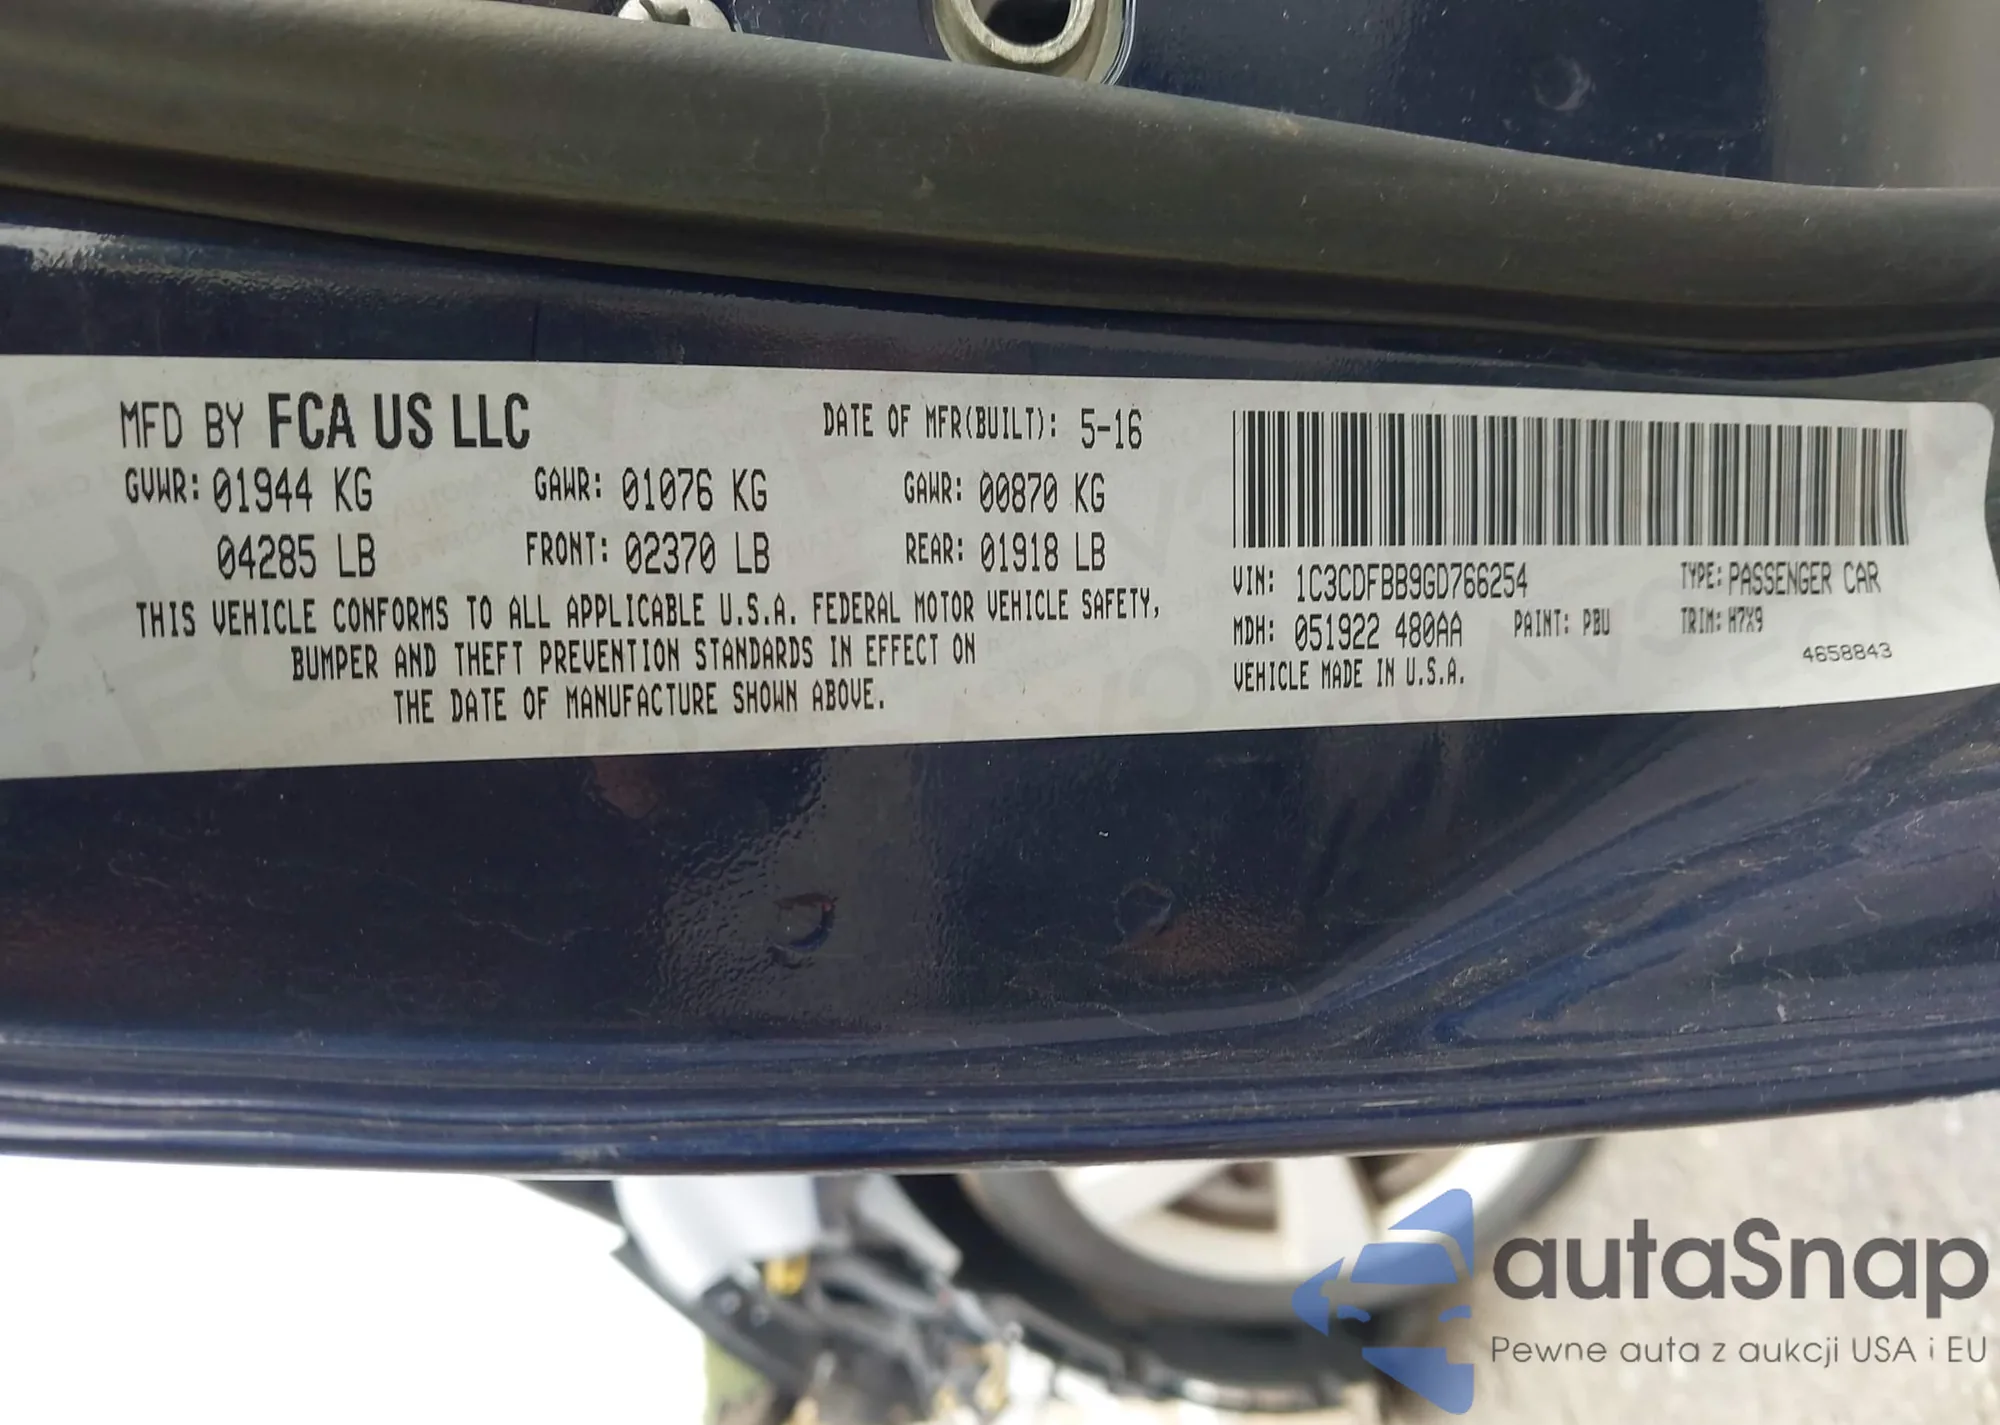 MFD BY FCA US LLC DATE OF MFR(BUILT): 5-16
GVWR: 01944 KG GAWR: 01076 KG GAWR: 00870 KG
04285 LB FRONT: 02370 LB REAR: 01918 LB
THIS VEHICLE CONFORMS TO ALL APPLICABLE U.S.A. FEDERAL MOTOR VEHICLE SAFETY,
BUMPER AND THEFT PREVENTION STANDARDS IN EFFECT ON
THE DATE OF MANUFACTURE SHOWN ABOVE.
VIN: 1C3CDFBB9GD766254 TYPE: PASSENGER CAR
MDH: 051922 480AA PAINT: PBU TRIM: H7X9
VEHICLE MADE IN U.S.A. 4658843
autaSnap
Pewne auta z aukcji USA i EU